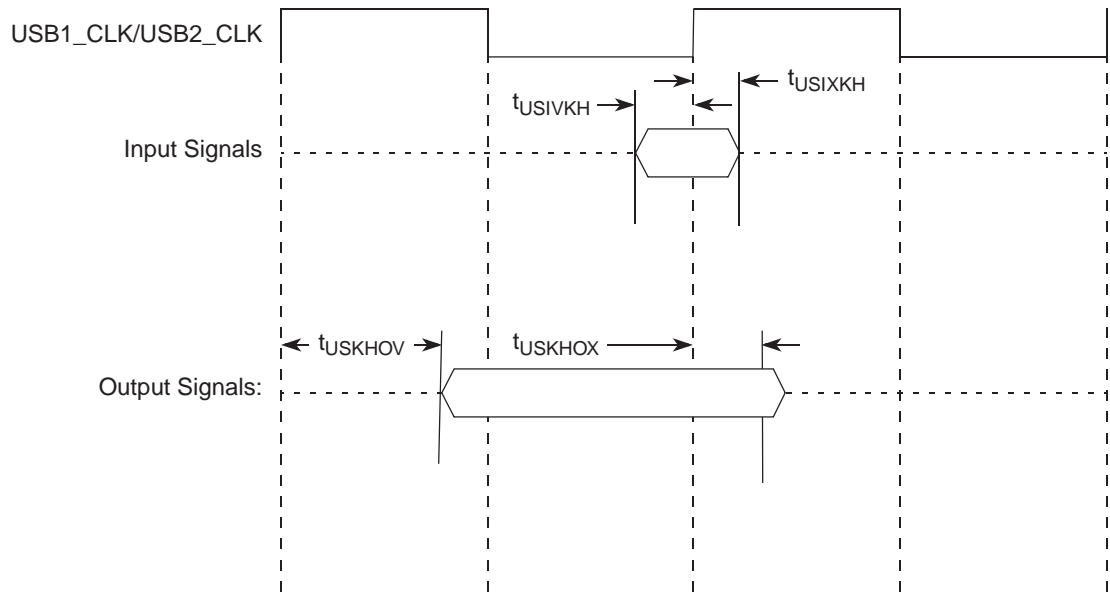 USB1_CLK/USB2_CLK
tUSIXKH
tUSIVKH
Input Signals
tUSKHOV
tUSKHOX
Output Signals: